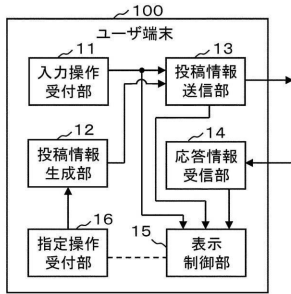 100
ユーザ端末
11
入力操作
受付部
13
投稿情報
送信部
12
投稿情報
生成部
14
応答情報
受信部
16
指定操作
受付部
15
表示
制御部